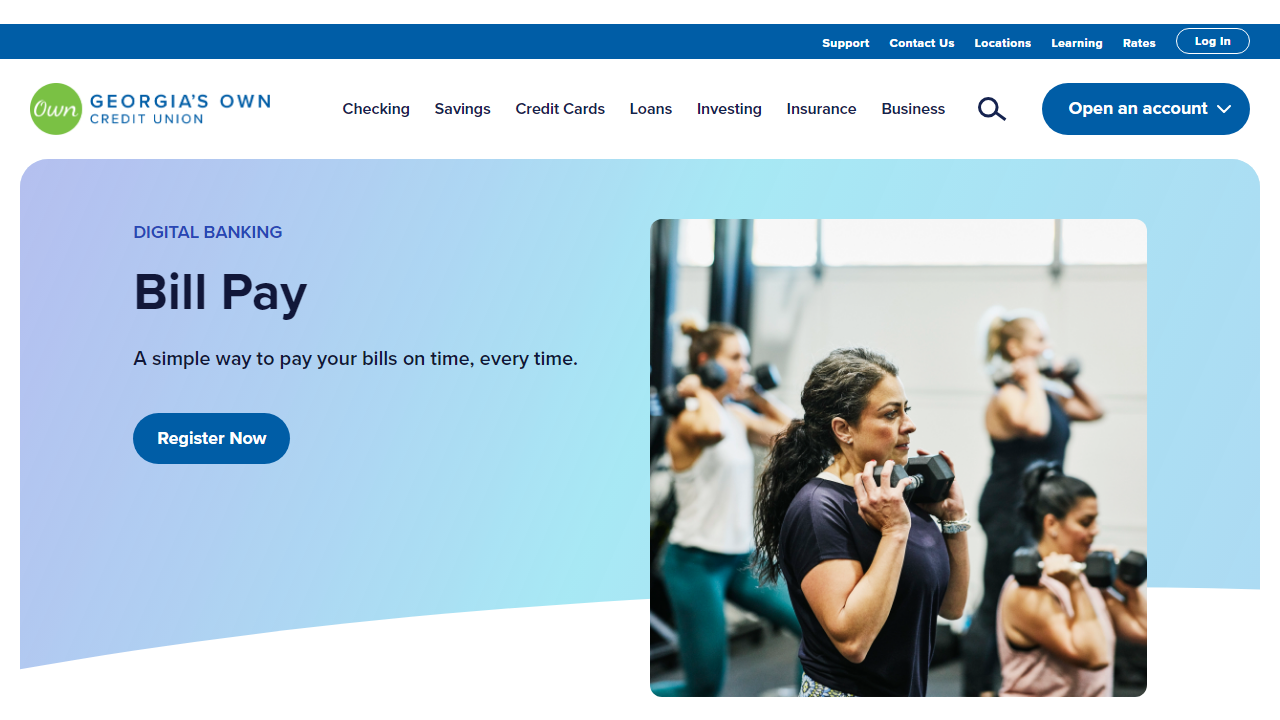 Support Contact Us Locations Learning Rates Log In
Own GEORGIA'S OWN
CREDIT UNION
Checking Savings Credit Cards Loans Investing Insurance Business Open an account
DIGITAL BANKING
Bill Pay
A simple way to pay your bills on time, every time.
Register Now